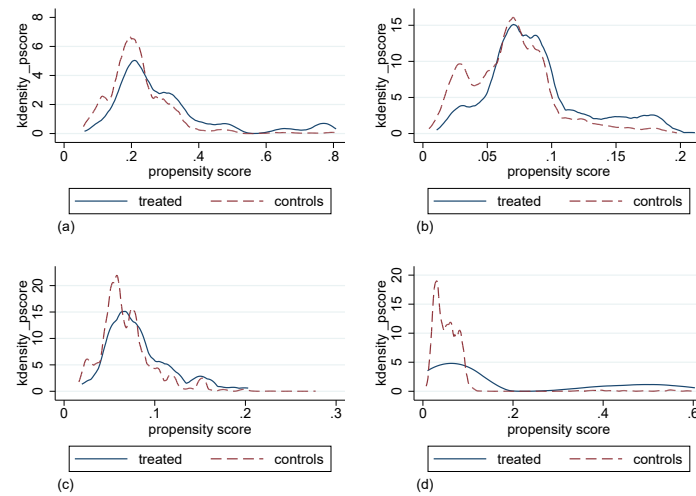 kdensity_pscore
8
6
4
2
0
0 .2 .4 .6 .8
propensity score
treated controls
(a)
kdensity_pscore
15
10
5
0
0 .05 .1 .15 .2
propensity score
treated controls
(b)
kdensity_pscore
20
15
10
5
0
0 .1 .2 .3
propensity score
treated controls
(c)
kdensity_pscore
20
15
10
5
0
0 .2 .4 .6
propensity score
treated controls
(d)